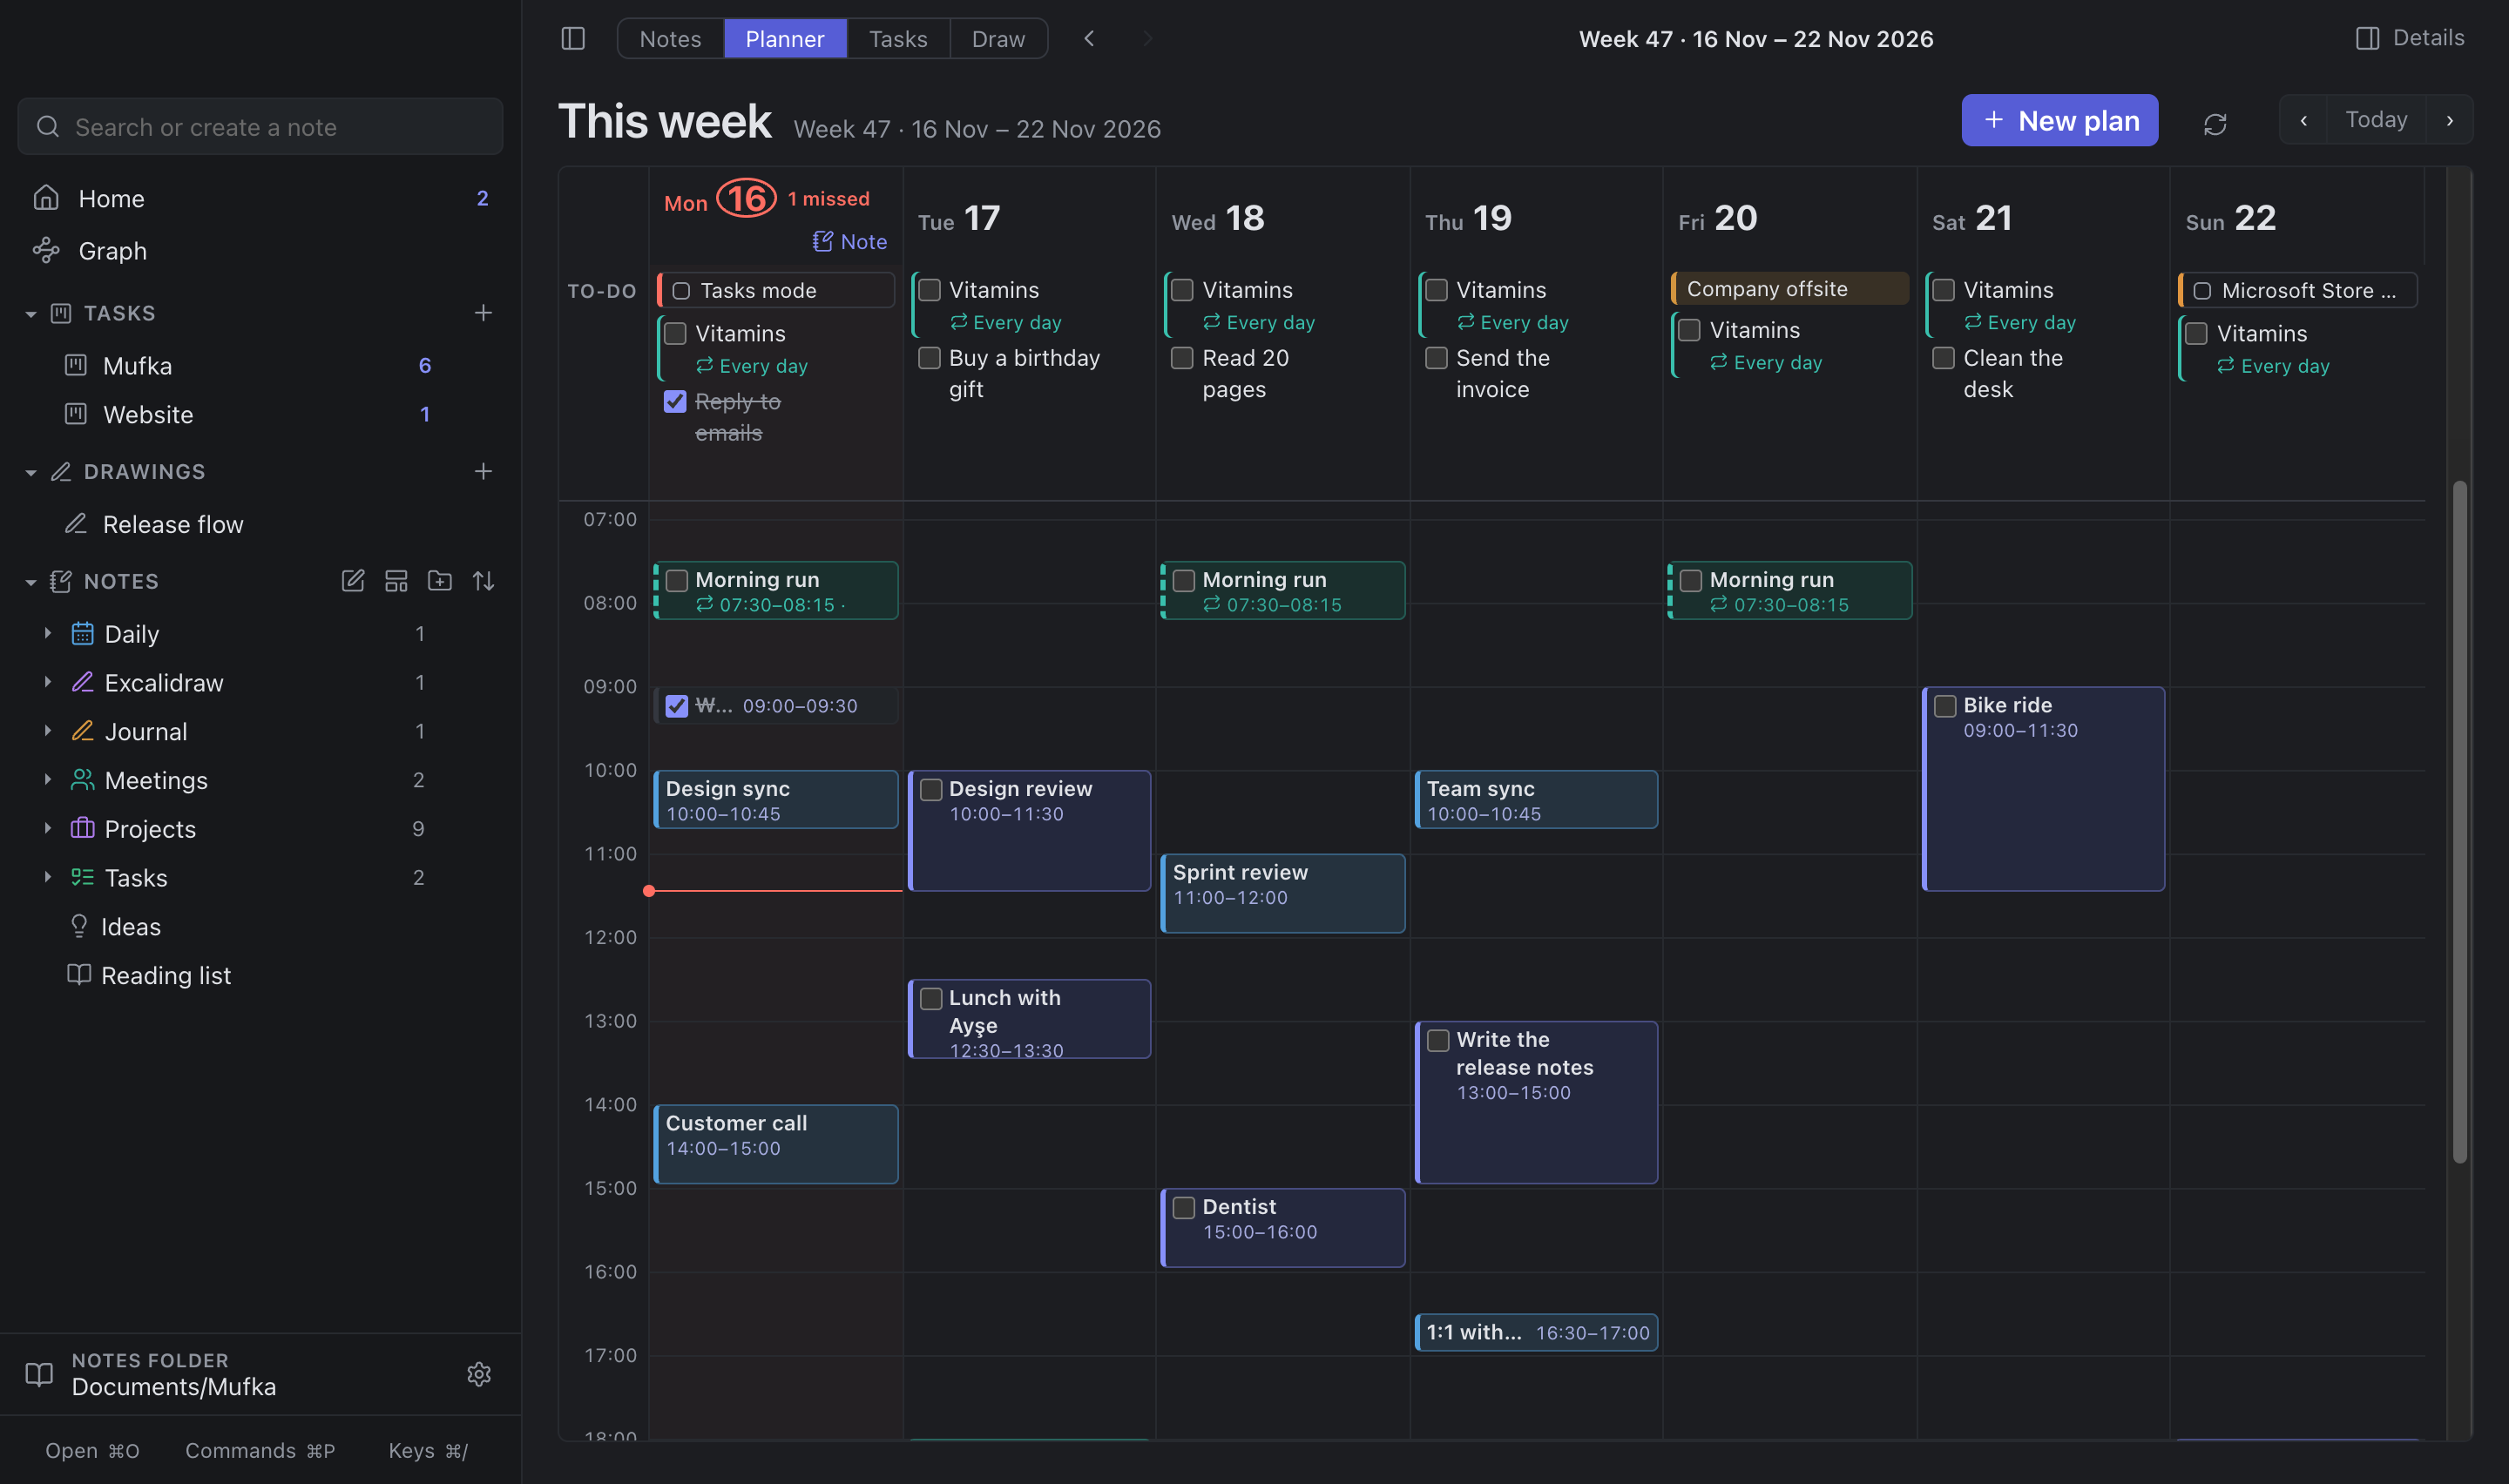 Notes Planner Tasks Draw
Week 47 · 16 Nov – 22 Nov 2026
Details
Search or create a note
Home 2
Graph
TASKS
Mufka 6
Website 1
DRAWINGS
Release flow
NOTES
Daily 1
Excalidraw 1
Journal 1
Meetings 2
Projects 9
Tasks 2
Ideas
Reading list
NOTES FOLDER
Documents/Mufka
Open ⌘O Commands ⌘P Keys ⌘/
This week Week 47 · 16 Nov – 22 Nov 2026
+ New plan
‹ Today ›
Mon 16 1 missed
Note
Tue 17
Wed 18
Thu 19
Fri 20
Sat 21
Sun 22
TO-DO
Tasks mode
Vitamins
Every day
Reply to
emails
Vitamins
Every day
Buy a birthday
gift
Vitamins
Every day
Read 20
pages
Vitamins
Every day
Send the
invoice
Company offsite
Vitamins
Every day
Vitamins
Every day
Clean the
desk
Microsoft Store ...
Vitamins
Every day
07:00
08:00
09:00
10:00
11:00
12:00
13:00
14:00
15:00
16:00
17:00
18:00
Morning run
07:30–08:15 ·
W... 09:00–09:30
Design sync
10:00–10:45
Customer call
14:00–15:00
Design review
10:00–11:30
Lunch with
Ayşe
12:30–13:30
Morning run
07:30–08:15
Sprint review
11:00–12:00
Dentist
15:00–16:00
Team sync
10:00–10:45
Write the
release notes
13:00–15:00
1:1 with... 16:30–17:00
Morning run
07:30–08:15
Bike ride
09:00–11:30